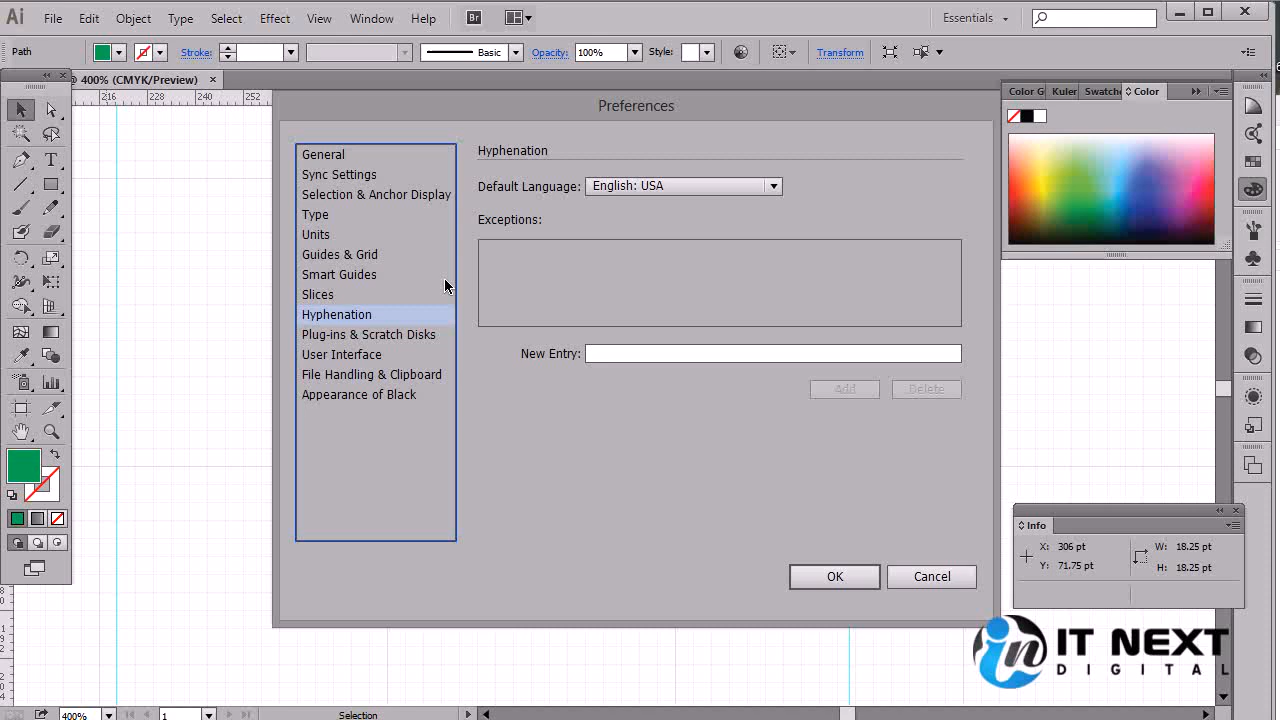 Ai File Edit Object Type Select Effect View Window Help Br Essentials
Path Stroke: Basic Opacity: 100% Style: Transform
@ 400% (CMYK/Preview) ×
216 228 240 252
Preferences
General
Sync Settings
Selection & Anchor Display
Type
Units
Guides & Grid
Smart Guides
Slices
Hyphenation
Plug-ins & Scratch Disks
User Interface
File Handling & Clipboard
Appearance of Black
Hyphenation
Default Language: English: USA
Exceptions:
New Entry:
Add Delete
OK Cancel
Color G Kuler Swatche Color
Info
X: 306 pt W: 18.25 pt
Y: 71.75 pt H: 18.25 pt
in IT NEXT
DIGITAL
400% 1 Selection